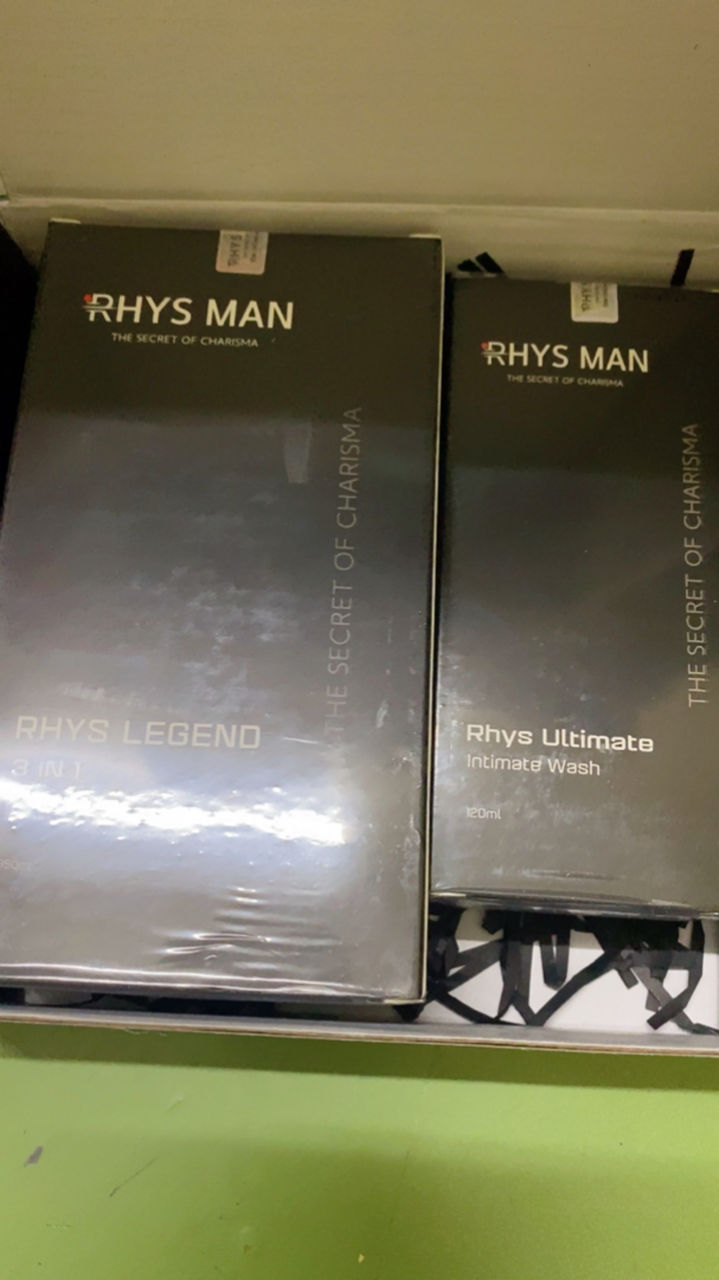 RHYS MAN
THE SECRET OF CHARISMA
THE SECRET OF CHARISMA
RHYS LEGEND
3 IN 1
RHYS
RHYS MAN
THE SECRET OF CHARISMA
THE SECRET OF CHARISMA
Rhys Ultimate
Intimate Wash
120ml